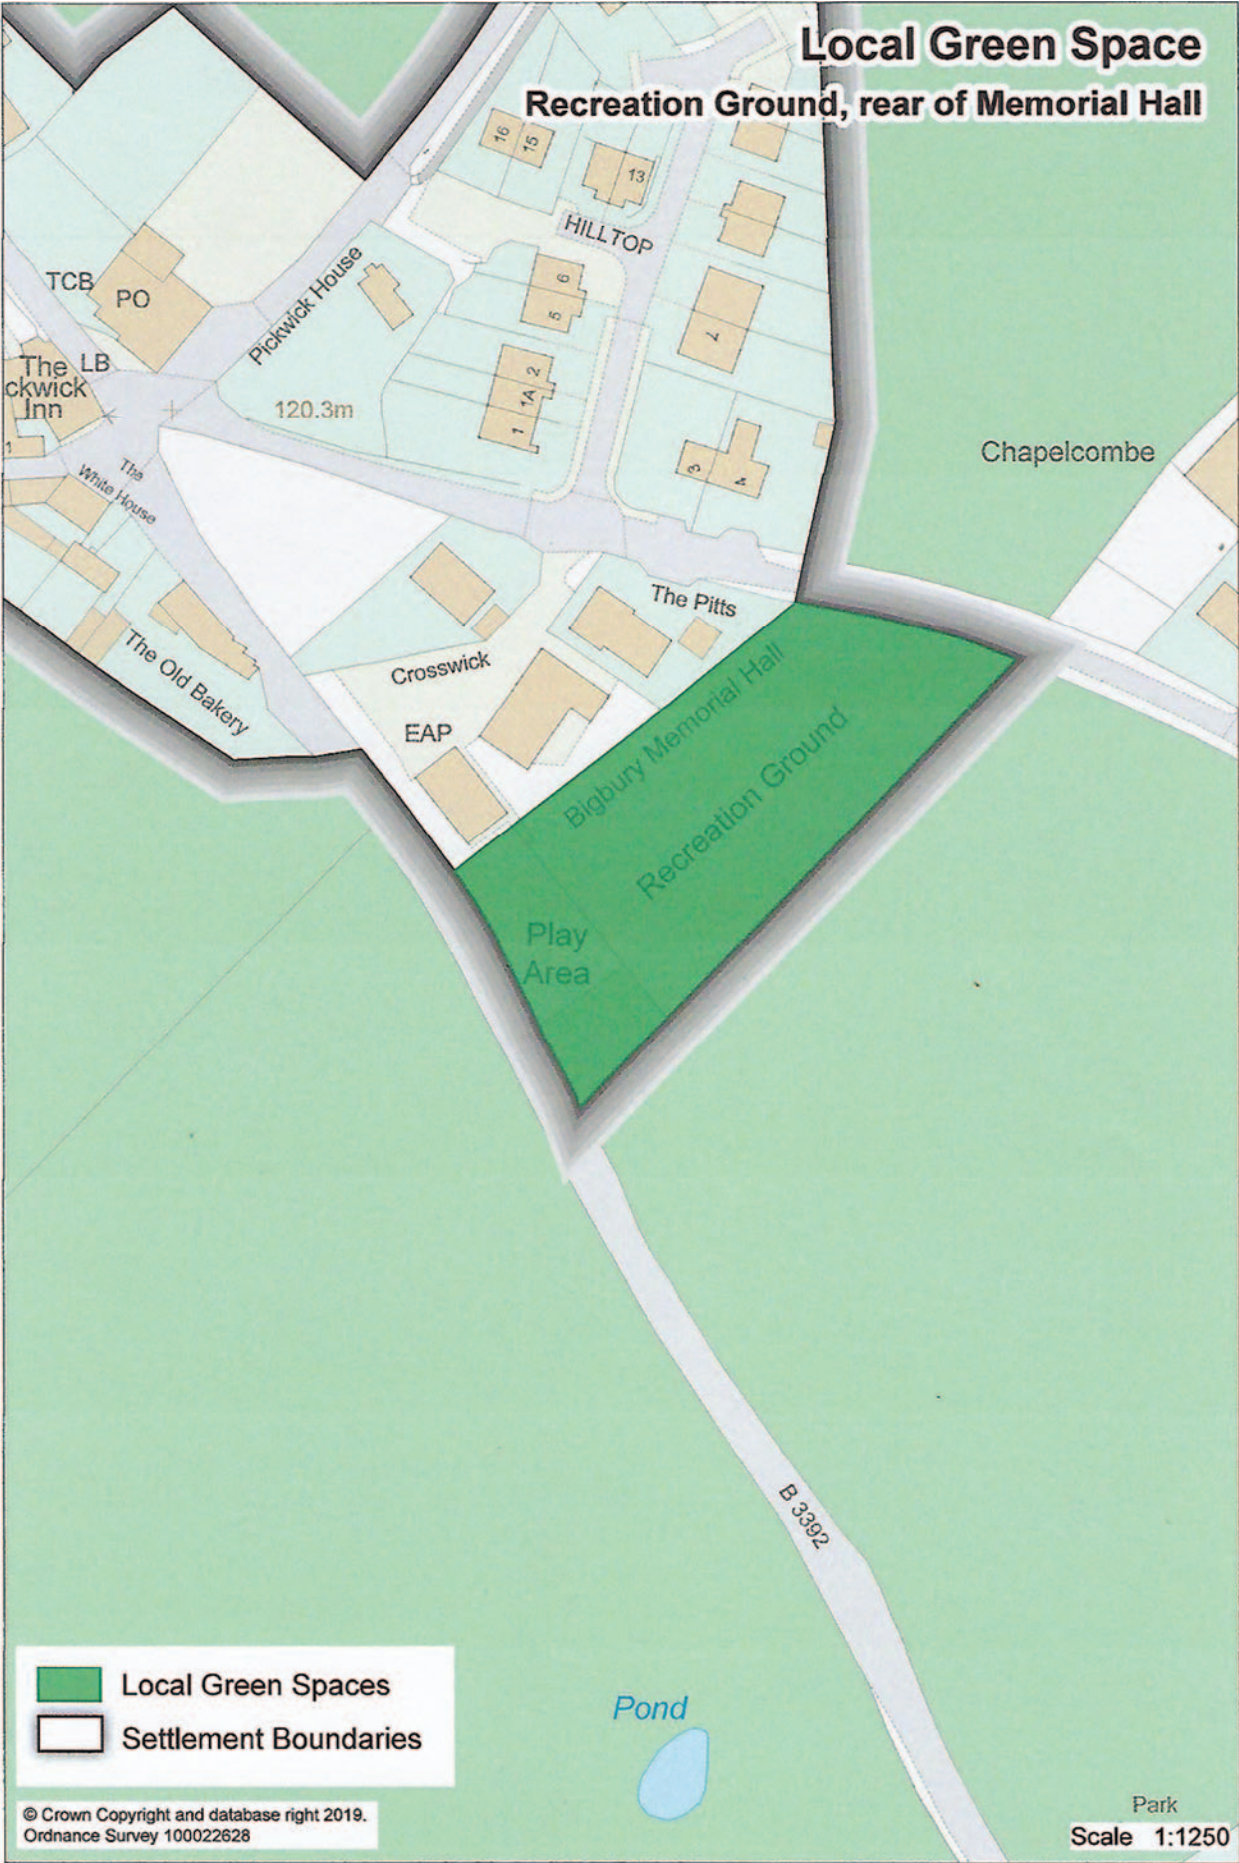 Local Green Space
Recreation Ground, rear of Memorial Hall
16
15
13
HILLTOP
TCB
PO
Pickwick House
6
5
7
The
ckwick
Inn
LB
2
1A
1
120.3m
1
3
4
Chapelcombe
The
White House
The Pitts
The Old Bakery
Crosswick
EAP
Bigbury Memorial Hall
Recreation Ground
Play
Area
B 3392
Local Green Spaces
Settlement Boundaries
Pond
© Crown Copyright and database right 2019.
Ordnance Survey 100022628
Park
Scale 1:1250